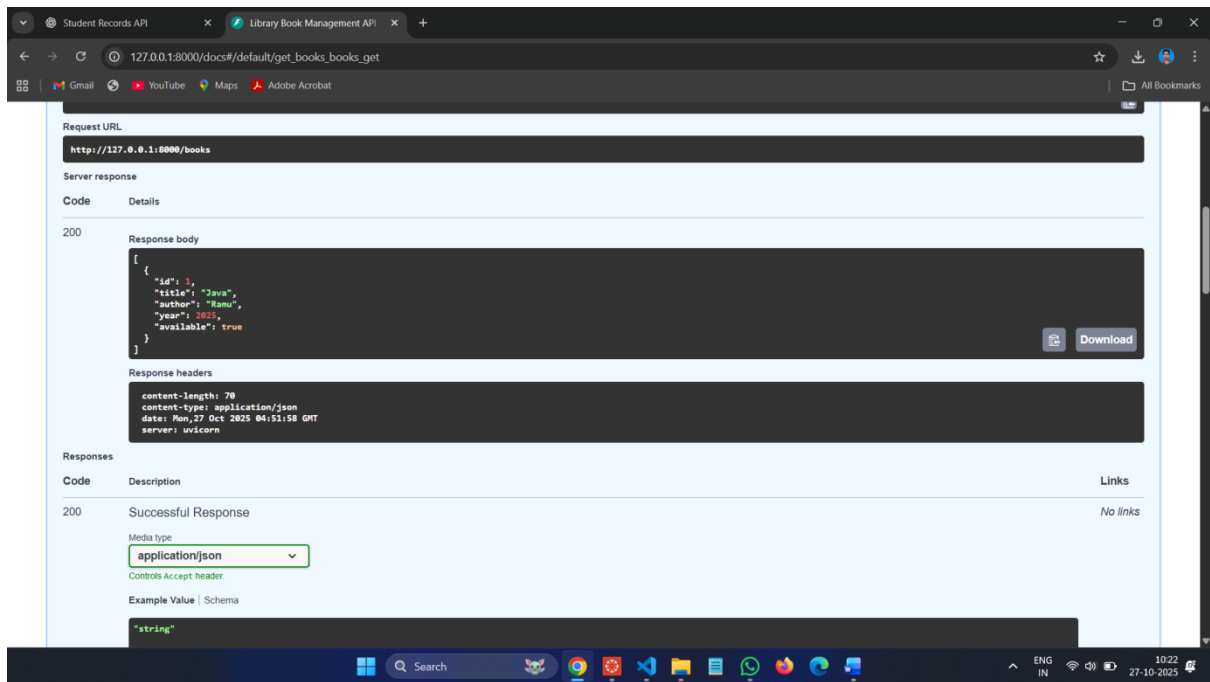 Student Records API
Library Book Management API
127.0.0.1:8000/docs#/default/get_books_books_get
Gmail YouTube Maps Adobe Acrobat All Bookmarks
Request URL
http://127.0.0.1:8000/books
Server response
Code Details
200
Response body
[
{
"id": 1,
"title": "Java",
"author": "Ramu",
"year": 2025,
"available": true
}
]
Download
Response headers
content-length: 70
content-type: application/json
date: Mon,27 Oct 2025 04:51:58 GMT
server: uvicorn
Responses
Code Description Links
200 Successful Response No links
Media type
application/json
Controls Accept header.
Example Value Schema
"string"
Search
ENG
IN
10:22
27-10-2025